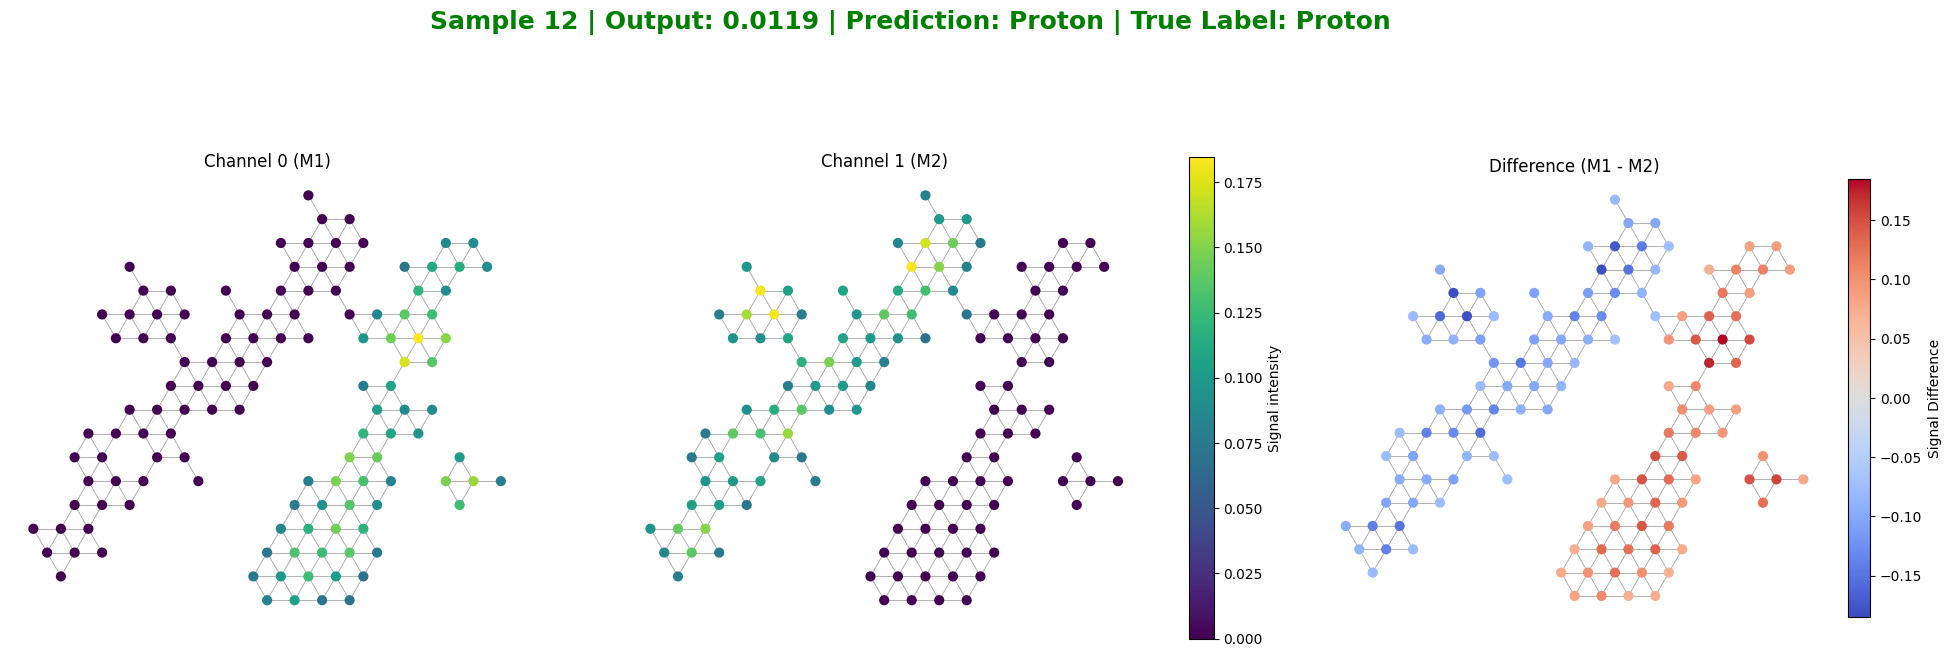 Sample 12 | Output: 0.0119 | Prediction: Proton | True Label: Proton
Channel 0 (M1)
Channel 1 (M2)
0.175
0.150
0.125
0.100
0.075
0.050
0.025
0.000
Signal intensity
Difference (M1 - M2)
0.15
0.10
0.05
0.00
−0.05
−0.10
−0.15
Signal Difference